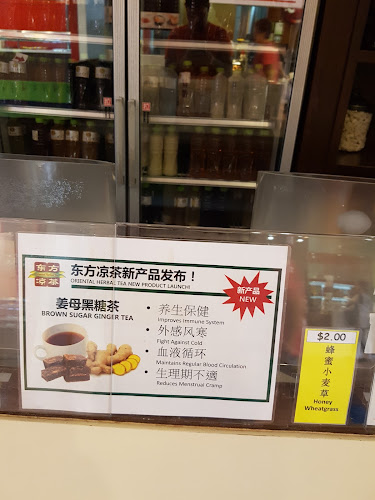 东方
凉茶
东方凉茶新产品发布！
ORIENTAL HERBAL TEA NEW PRODUCT LAUNCH!
新产品
NEW
姜母黑糖茶
BROWN SUGAR GINGER TEA
• 养生保健
Improves Immune System
• 外感风寒
Fight Against Cold
• 血液循环
Maintains Regular Blood Circulation
• 生理期不適
Reduces Menstrual Cramp
$2.00
蜂蜜小麦草
Honey
Wheatgrass